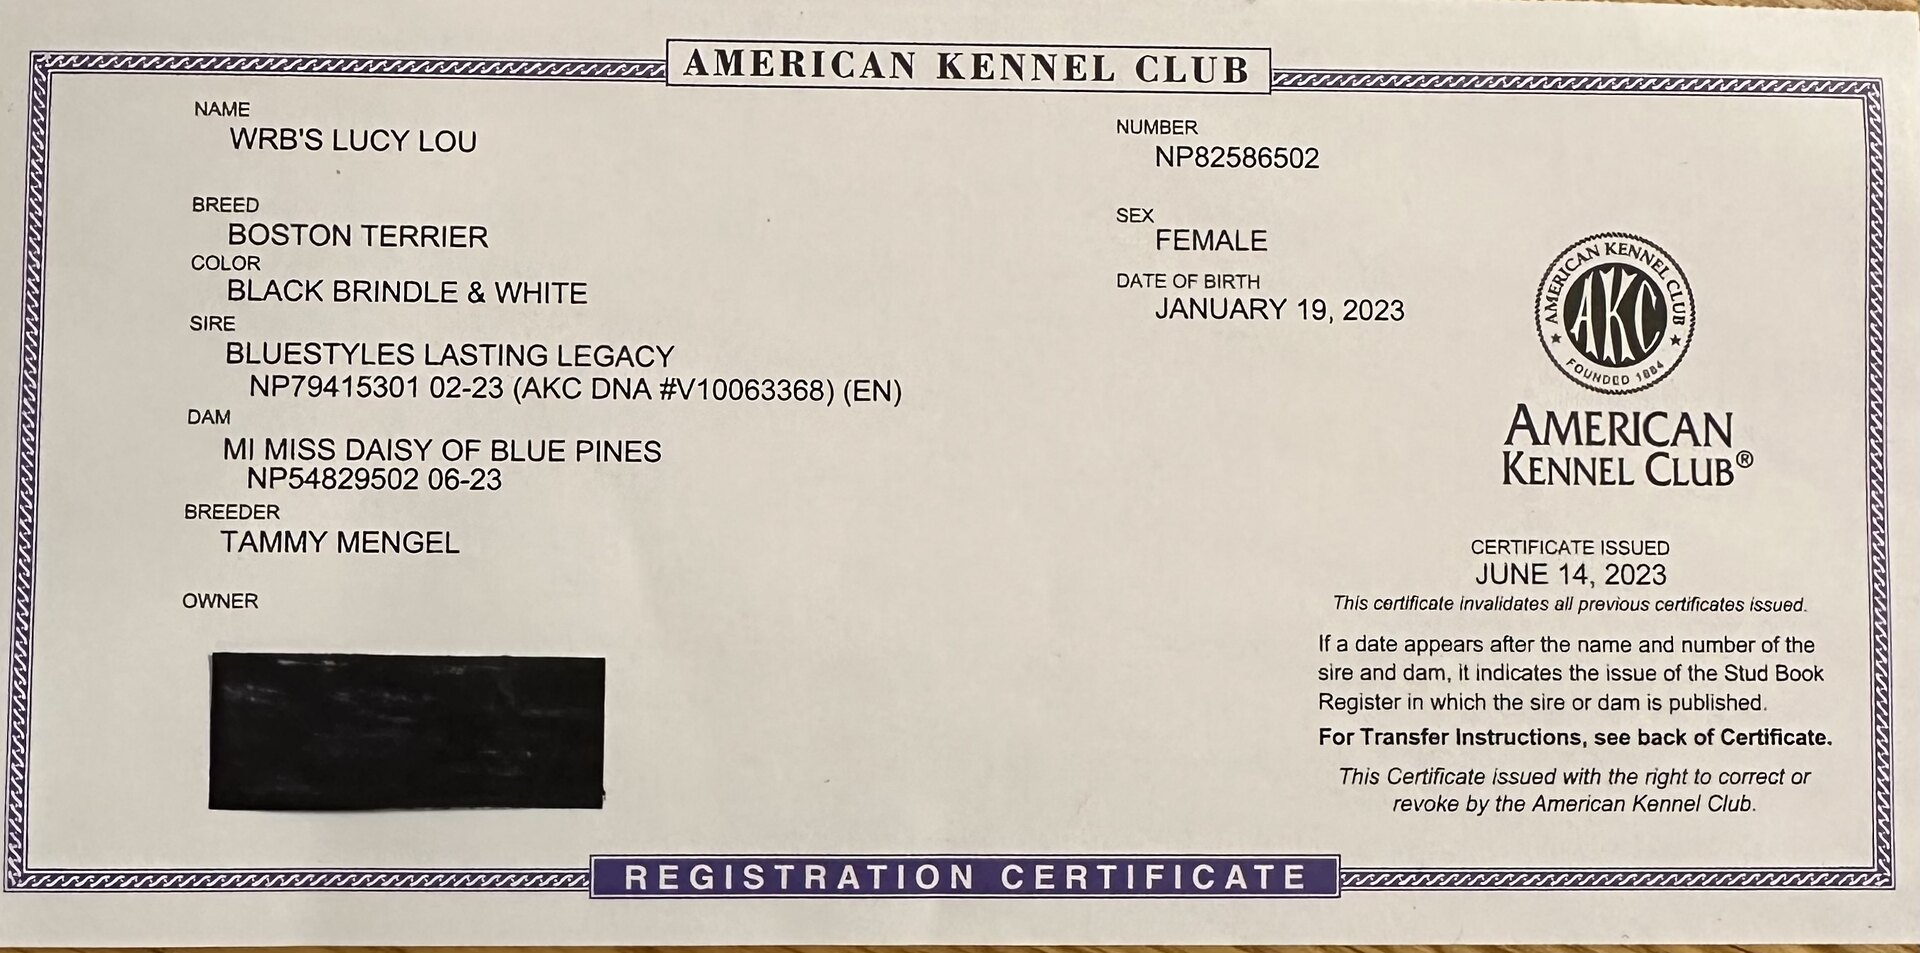 AMERICAN KENNEL CLUB
NAME
WRB'S LUCY LOU
BREED
BOSTON TERRIER
COLOR
BLACK BRINDLE & WHITE
SIRE
BLUESTYLES LASTING LEGACY
NP79415301 02-23 (AKC DNA #V10063368) (EN)
DAM
MI MISS DAISY OF BLUE PINES
NP54829502 06-23
BREEDER
TAMMY MENGEL
OWNER
NUMBER
NP82586502
SEX
FEMALE
DATE OF BIRTH
JANUARY 19, 2023
AMERICAN KENNEL CLUB
AKC
FOUNDED 1884
AMERICAN
KENNEL CLUB®
CERTIFICATE ISSUED
JUNE 14, 2023
This certificate invalidates all previous certificates issued.
If a date appears after the name and number of the
sire and dam, it indicates the issue of the Stud Book
Register in which the sire or dam is published.
For Transfer Instructions, see back of Certificate.
This Certificate issued with the right to correct or
revoke by the American Kennel Club.
REGISTRATION CERTIFICATE